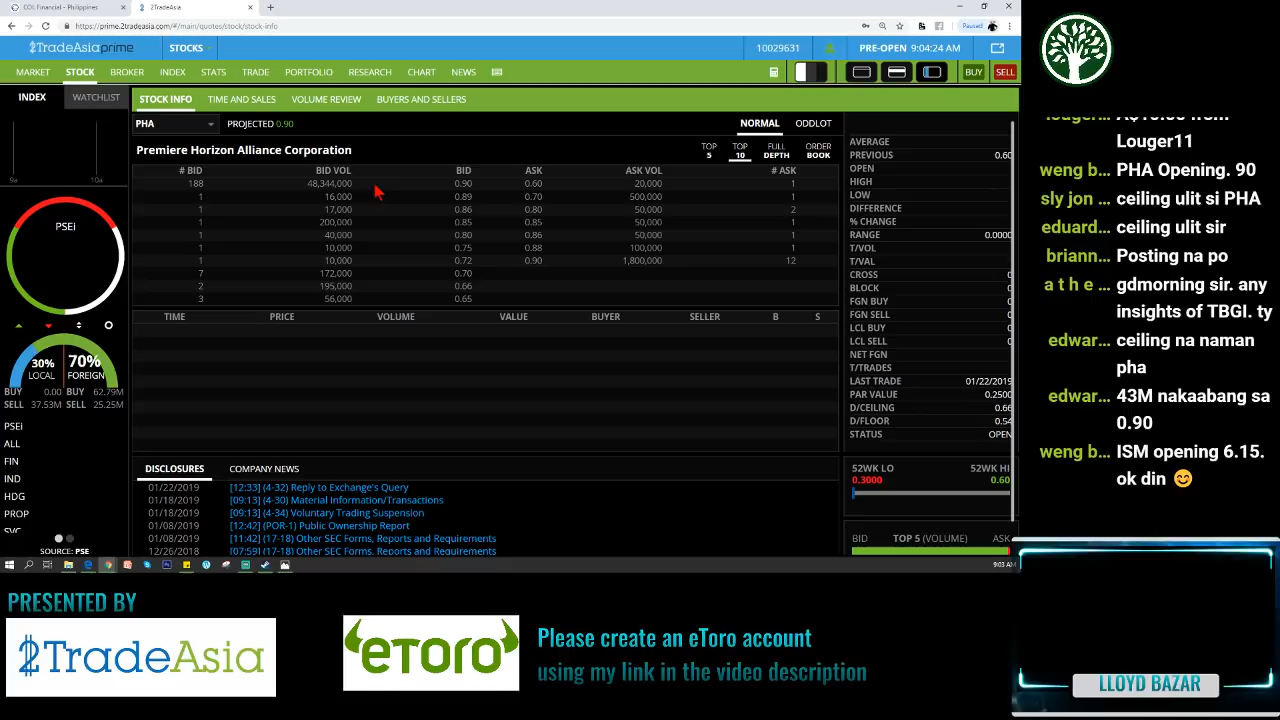 COL Financial - Philippines
2TradeAsia
https://prime.2tradeasia.com/#/main/quotes/stock/stock-info
Paused
2TradeAsia prime
STOCKS
10029631
PRE-OPEN 9:04:24 AM
MARKET STOCK BROKER INDEX STATS TRADE PORTFOLIO RESEARCH CHART NEWS
BUY SELL
INDEX WATCHLIST
STOCK INFO TIME AND SALES VOLUME REVIEW BUYERS AND SELLERS
PHA PROJECTED 0.90
NORMAL ODDLOT
Premiere Horizon Alliance Corporation
TOP 5 TOP 10 FULL DEPTH ORDER BOOK
# BID BID VOL BID ASK ASK VOL # ASK
188 48,344,000 0.90 0.60 20,000 1
1 16,000 0.89 0.70 500,000 1
1 17,000 0.86 0.80 50,000 2
1 200,000 0.85 0.85 50,000 1
1 40,000 0.80 0.86 50,000 1
1 10,000 0.75 0.88 100,000 1
1 10,000 0.72 0.90 1,800,000 12
7 172,000 0.70
2 195,000 0.66
3 56,000 0.65
TIME PRICE VOLUME VALUE BUYER SELLER B S
AVERAGE
PREVIOUS 0.60
OPEN
HIGH
LOW
DIFFERENCE
% CHANGE
RANGE 0.0000
T/VOL
T/VAL
CROSS 0
BLOCK 0
FGN BUY 0
FGN SELL 0
LCL BUY 0
LCL SELL 0
NET FGN
T/TRADES
LAST TRADE 01/22/2019
PAR VALUE 0.2500
D/CEILING 0.66
D/FLOOR 0.54
STATUS OPEN
52WK LO 52WK HI
0.3000 0.60
BID TOP 5 (VOLUME) ASK
9a 10a
PSEi
30% LOCAL 70% FOREIGN
BUY 0.00 BUY 62.79M
SELL 37.53M SELL 25.25M
PSEi
ALL
FIN
IND
HDG
PROP
SVC
SOURCE: PSE
DISCLOSURES COMPANY NEWS
01/22/2019 [12:33] (4-32) Reply to Exchange's Query
01/18/2019 [09:13] (4-30) Material Information/Transactions
01/18/2019 [09:13] (4-34) Voluntary Trading Suspension
01/08/2019 [12:42] (POR-1) Public Ownership Report
01/08/2019 [11:42] (17-18) Other SEC Forms, Reports and Requirements
12/26/2018 [07:59] (17-18) Other SEC Forms, Reports and Requirements
9:03 AM
Louger11
weng b... PHA Opening. 90
sly jon ... ceiling ulit si PHA
eduard... ceiling ulit sir
briann... Posting na po
a t h e ... gdmorning sir. any
insights of TBGI. ty
edwar... ceiling na naman
pha
edwar... 43M nakaabang sa
0.90
weng b... ISM opening 6.15.
ok din 😊
PRESENTED BY
2TradeAsia
eToro
Please create an eToro account
using my link in the video description
LLOYD BAZAR